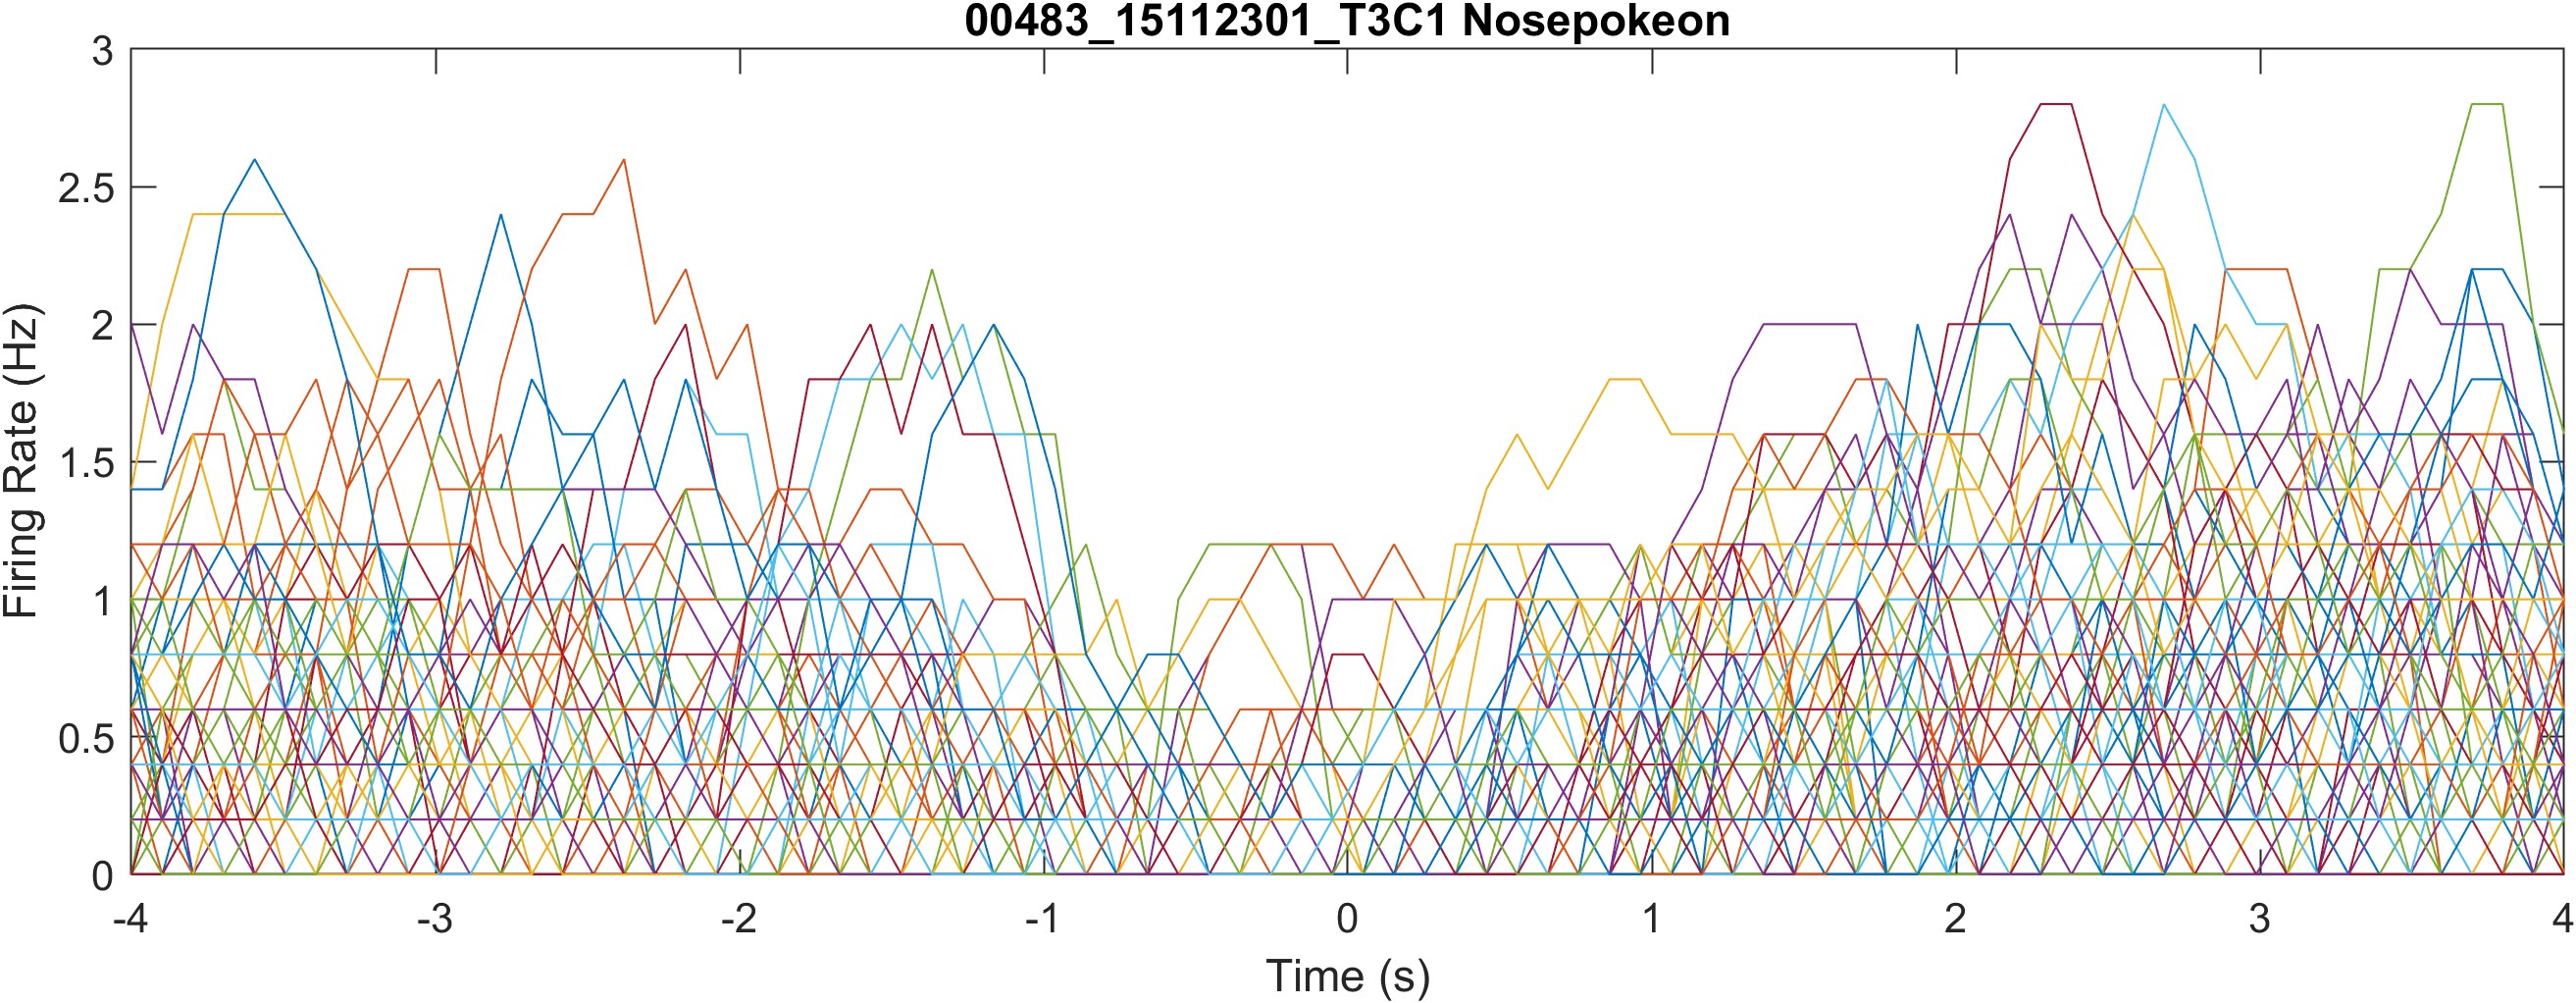 00483_15112301_T3C1 Nosepokeon
3
2.5
2
1.5
1
0.5
0
Firing Rate (Hz)
-4 -3 -2 -1 0 1 2 3 4
Time (s)